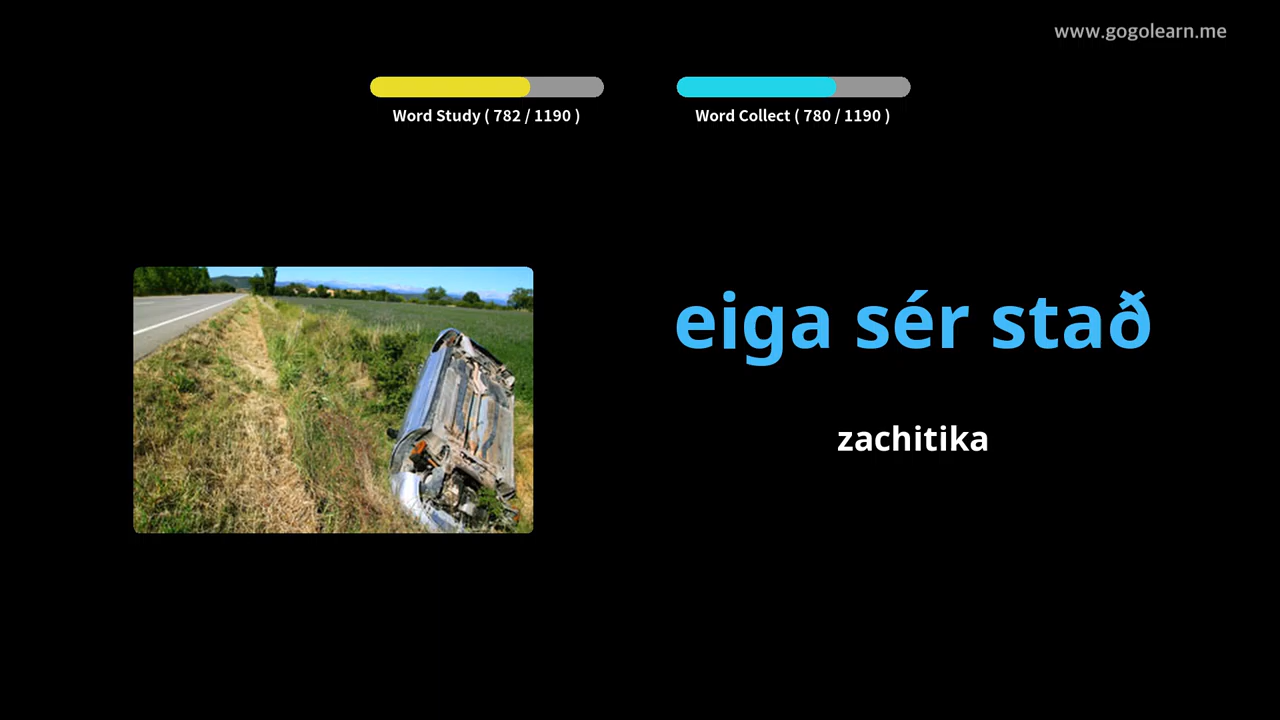 www.gogolearn.me
Word Study ( 782 / 1190 )
Word Collect ( 780 / 1190 )
eiga sér stað
zachitika